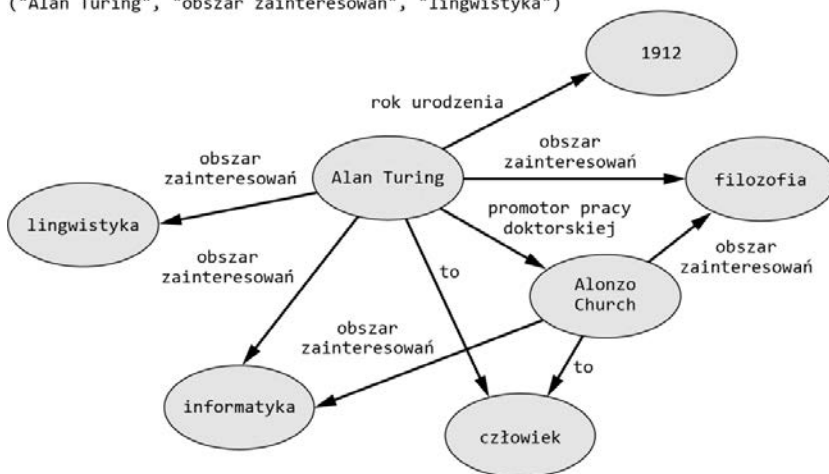 ("Alan Turing", "obszar zainteresowań", "lingwistyka")
1912
rok urodzenia
obszar
zainteresowań
obszar
zainteresowań
Alan Turing
filozofia
lingwistyka
promotor pracy
doktorskiej
obszar
zainteresowań
obszar
zainteresowań
to
Alonzo
Church
obszar
zainteresowań
to
informatyka
człowiek